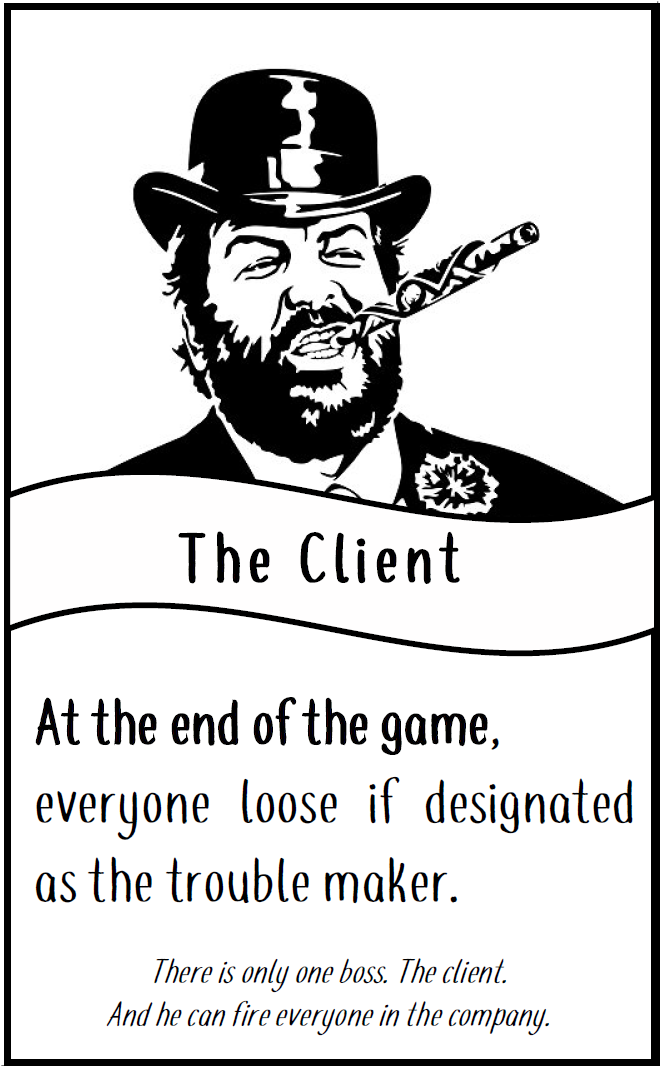 The Client
At the end of the game,
everyone loose if designated
as the trouble maker.
There is only one boss. The client.
And he can fire everyone in the company.